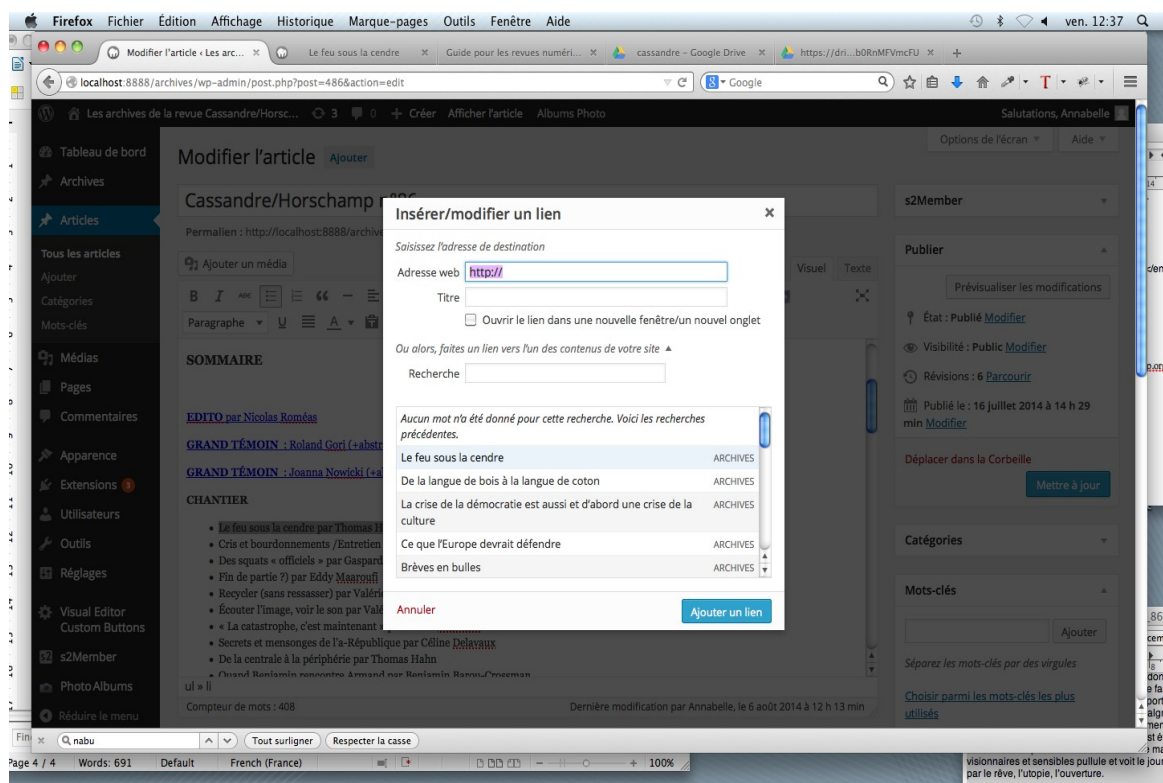 Firefox Fichier Édition Affichage Historique Marque-pages Outils Fenêtre Aide
ven. 12:37
Modifier l'article ‹ Les arc...
Le feu sous la cendre
Guide pour les revues numéri...
cassandre – Google Drive
https://dri...b0RnMFVmcFU
localhost:8888/archives/wp-admin/post.php?post=486&action=edit
Google
Les archives de la revue Cassandre/Horsc... 3 0 + Créer Afficher l'article Albums Photo
Salutations, Annabelle
Options de l'écran
Aide
Tableau de bord
Archives
Articles
Tous les articles
Ajouter
Catégories
Mots-clés
Médias
Pages
Commentaires
Apparence
Extensions 3
Utilisateurs
Outils
Réglages
Visual Editor
Custom Buttons
s2Member
Photo Albums
Réduire le menu
Modifier l'article Ajouter
Cassandre/Horschamp n°86
Permalien : http://localhost:8888/archive
Ajouter un média
Visuel Texte
Paragraphe
SOMMAIRE
EDITO par Nicolas Roméas
GRAND TÉMOIN : Roland Gori (+abstr
GRAND TÉMOIN : Joanna Nowicki (+a
CHANTIER
• Le feu sous la cendre par Thomas H
• Cris et bourdonnements /Entretien
• Des squats « officiels » par Gaspard
• Fin de partie ?) par Eddy Maaroufi
• Recycler (sans ressasser) par Valéri
• Écouter l'image, voir le son par Valé
• « La catastrophe, c'est maintenant »
• Secrets et mensonges de l'a-République par Céline Delavaux
• De la centrale à la périphérie par Thomas Hahn
• Quand Benjamin rencontre Armand par Benjamin Barou-Crossman
ul » li
Compteur de mots : 408
Dernière modification par Annabelle, le 6 août 2014 à 12 h 13 min
Insérer/modifier un lien
Saisissez l'adresse de destination
Adresse web http://
Titre
Ouvrir le lien dans une nouvelle fenêtre/un nouvel onglet
Ou alors, faites un lien vers l'un des contenus de votre site
Recherche
Aucun mot n'a été donné pour cette recherche. Voici les recherches
précédentes.
Le feu sous la cendre ARCHIVES
De la langue de bois à la langue de coton ARCHIVES
La crise de la démocratie est aussi et d'abord une crise de la ARCHIVES
culture
Ce que l'Europe devrait défendre ARCHIVES
Brèves en bulles ARCHIVES
Annuler
Ajouter un lien
s2Member
Publier
Prévisualiser les modifications
État : Publié Modifier
Visibilité : Public Modifier
Révisions : 6 Parcourir
Publié le : 16 juillet 2014 à 14 h 29
min Modifier
Déplacer dans la Corbeille
Mettre à jour
Catégories
Mots-clés
Ajouter
Séparez les mots-clés par des virgules
Choisir parmi les mots-clés les plus
utilisés
nabu
Tout surligner
Respecter la casse
Page 4 / 4 Words: 691 Default French (France) 100%
visionnaires et sensibles pullule et voit le jour
par le rêve, l'utopie, l'ouverture.